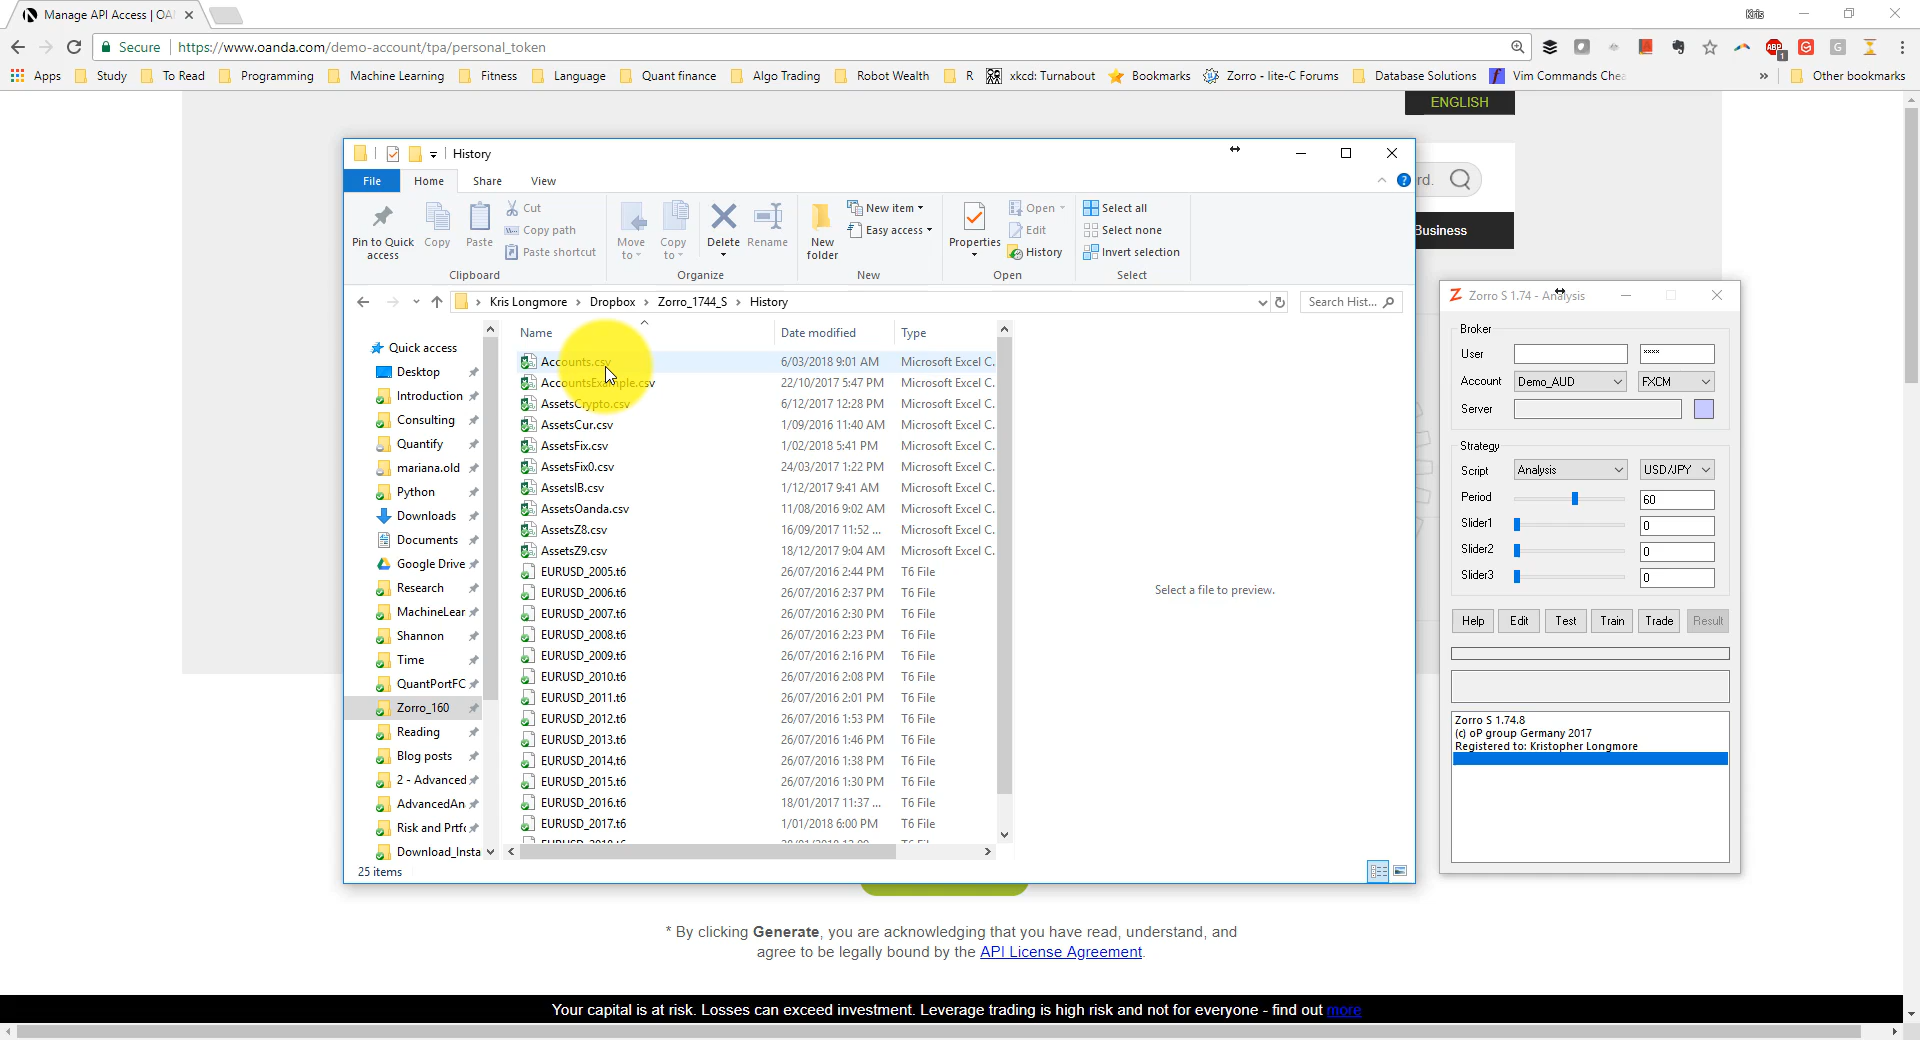 Manage API Access | OA
Kris
Secure
https://www.oanda.com/demo-account/tpa/personal_token
Apps
Study
To Read
Programming
Machine Learning
Fitness
Language
Quant finance
Algo Trading
Robot Wealth
R
xkcd: Turnabout
Bookmarks
Zorro - lite-C Forums
Database Solutions
Vim Commands Chea
»
Other bookmarks
ENGLISH
rd.
Business
History
File
Home
Share
View
Pin to Quick access
Copy
Paste
Cut
Copy path
Paste shortcut
Clipboard
Move to
Copy to
Delete
Rename
Organize
New folder
New item
Easy access
New
Properties
Open
Edit
History
Open
Select all
Select none
Invert selection
Select
Kris Longmore > Dropbox > Zorro_1744_S > History
Search Hist...
Quick access
Desktop
Introduction
Consulting
Quantify
mariana.old
Python
Downloads
Documents
Google Drive
Research
MachineLear
Shannon
Time
QuantPortFC
Zorro_160
Reading
Blog posts
2 - Advanced
AdvancedAn
Risk and Prtfc
Download_Insta
Name Date modified Type
Accounts.csv 6/03/2018 9:01 AM Microsoft Excel C.
AccountsExample.csv 22/10/2017 5:47 PM Microsoft Excel C.
AssetsCrypto.csv 6/12/2017 12:28 PM Microsoft Excel C.
AssetsCur.csv 1/09/2016 11:40 AM Microsoft Excel C.
AssetsFix.csv 1/02/2018 5:41 PM Microsoft Excel C.
AssetsFix0.csv 24/03/2017 1:22 PM Microsoft Excel C.
AssetsIB.csv 1/12/2017 9:41 AM Microsoft Excel C.
AssetsOanda.csv 11/08/2016 9:02 AM Microsoft Excel C.
AssetsZ8.csv 16/09/2017 11:52 ... Microsoft Excel C.
AssetsZ9.csv 18/12/2017 9:04 AM Microsoft Excel C.
EURUSD_2005.t6 26/07/2016 2:44 PM T6 File
EURUSD_2006.t6 26/07/2016 2:37 PM T6 File
EURUSD_2007.t6 26/07/2016 2:30 PM T6 File
EURUSD_2008.t6 26/07/2016 2:23 PM T6 File
EURUSD_2009.t6 26/07/2016 2:16 PM T6 File
EURUSD_2010.t6 26/07/2016 2:08 PM T6 File
EURUSD_2011.t6 26/07/2016 2:01 PM T6 File
EURUSD_2012.t6 26/07/2016 1:53 PM T6 File
EURUSD_2013.t6 26/07/2016 1:46 PM T6 File
EURUSD_2014.t6 26/07/2016 1:38 PM T6 File
EURUSD_2015.t6 26/07/2016 1:30 PM T6 File
EURUSD_2016.t6 18/01/2017 11:37 ... T6 File
EURUSD_2017.t6 1/01/2018 6:00 PM T6 File
Select a file to preview.
25 items
Zorro S 1.74 - Analysis
Broker
User ****
Account Demo_AUD FXCM
Server
Strategy
Script Analysis USD/JPY
Period 60
Slider1 0
Slider2 0
Slider3 0
Help Edit Test Train Trade Result
Zorro S 1.74.8
(c) oP group Germany 2017
Registered to: Kristopher Longmore
* By clicking Generate, you are acknowledging that you have read, understand, and
agree to be legally bound by the API License Agreement.
Your capital is at risk. Losses can exceed investment. Leverage trading is high risk and not for everyone - find out more